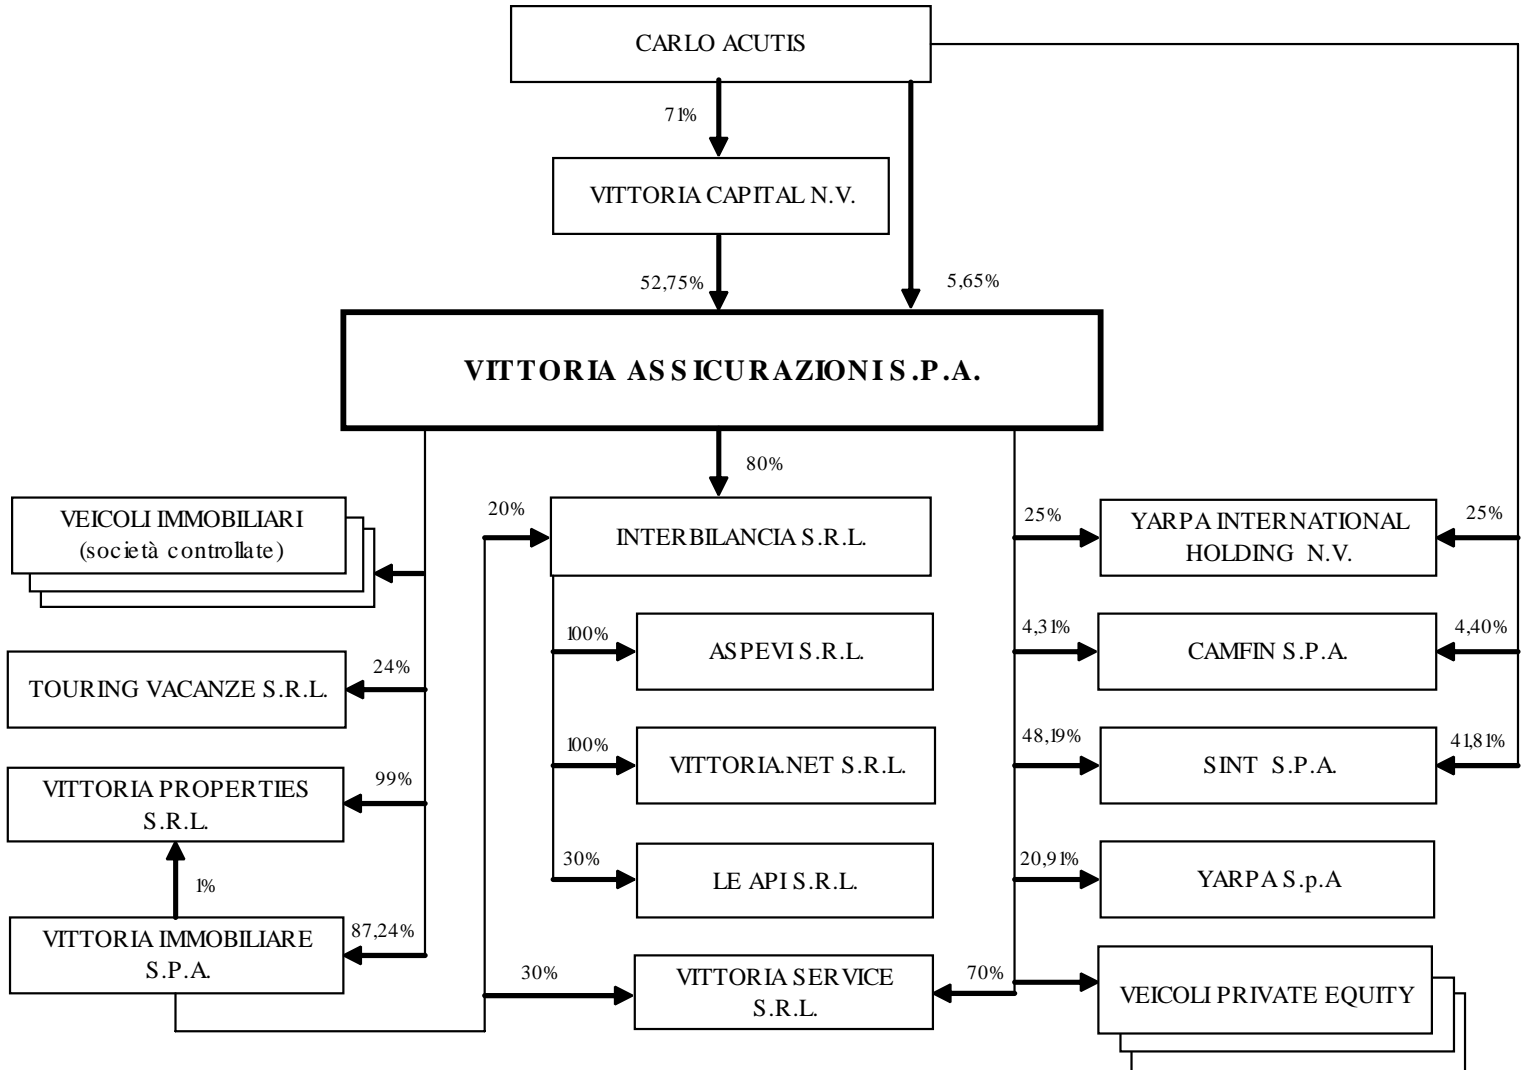 CARLO ACUTIS
71%
VITTORIA CAPITAL N.V.
52,75%
5,65%
VITTORIA ASSICURAZIONI S.P.A.
80%
VEICOLI IMMOBILIARI
(società controllate)
20%
INTERBILANCIA S.R.L.
25%
YARPA INTERNATIONAL
HOLDING N.V.
25%
100%
ASPEVI S.R.L.
4,31%
CAMFIN S.P.A.
4,40%
24%
TOURING VACANZE S.R.L.
100%
VITTORIA.NET S.R.L.
48,19%
SINT S.P.A.
41,81%
99%
VITTORIA PROPERTIES
S.R.L.
1%
30%
LE API S.R.L.
20,91%
YARPA S.p.A
87,24%
VITTORIA IMMOBILIARE
S.P.A.
30%
VITTORIA SERVICE
S.R.L.
70%
VEICOLI PRIVATE EQUITY